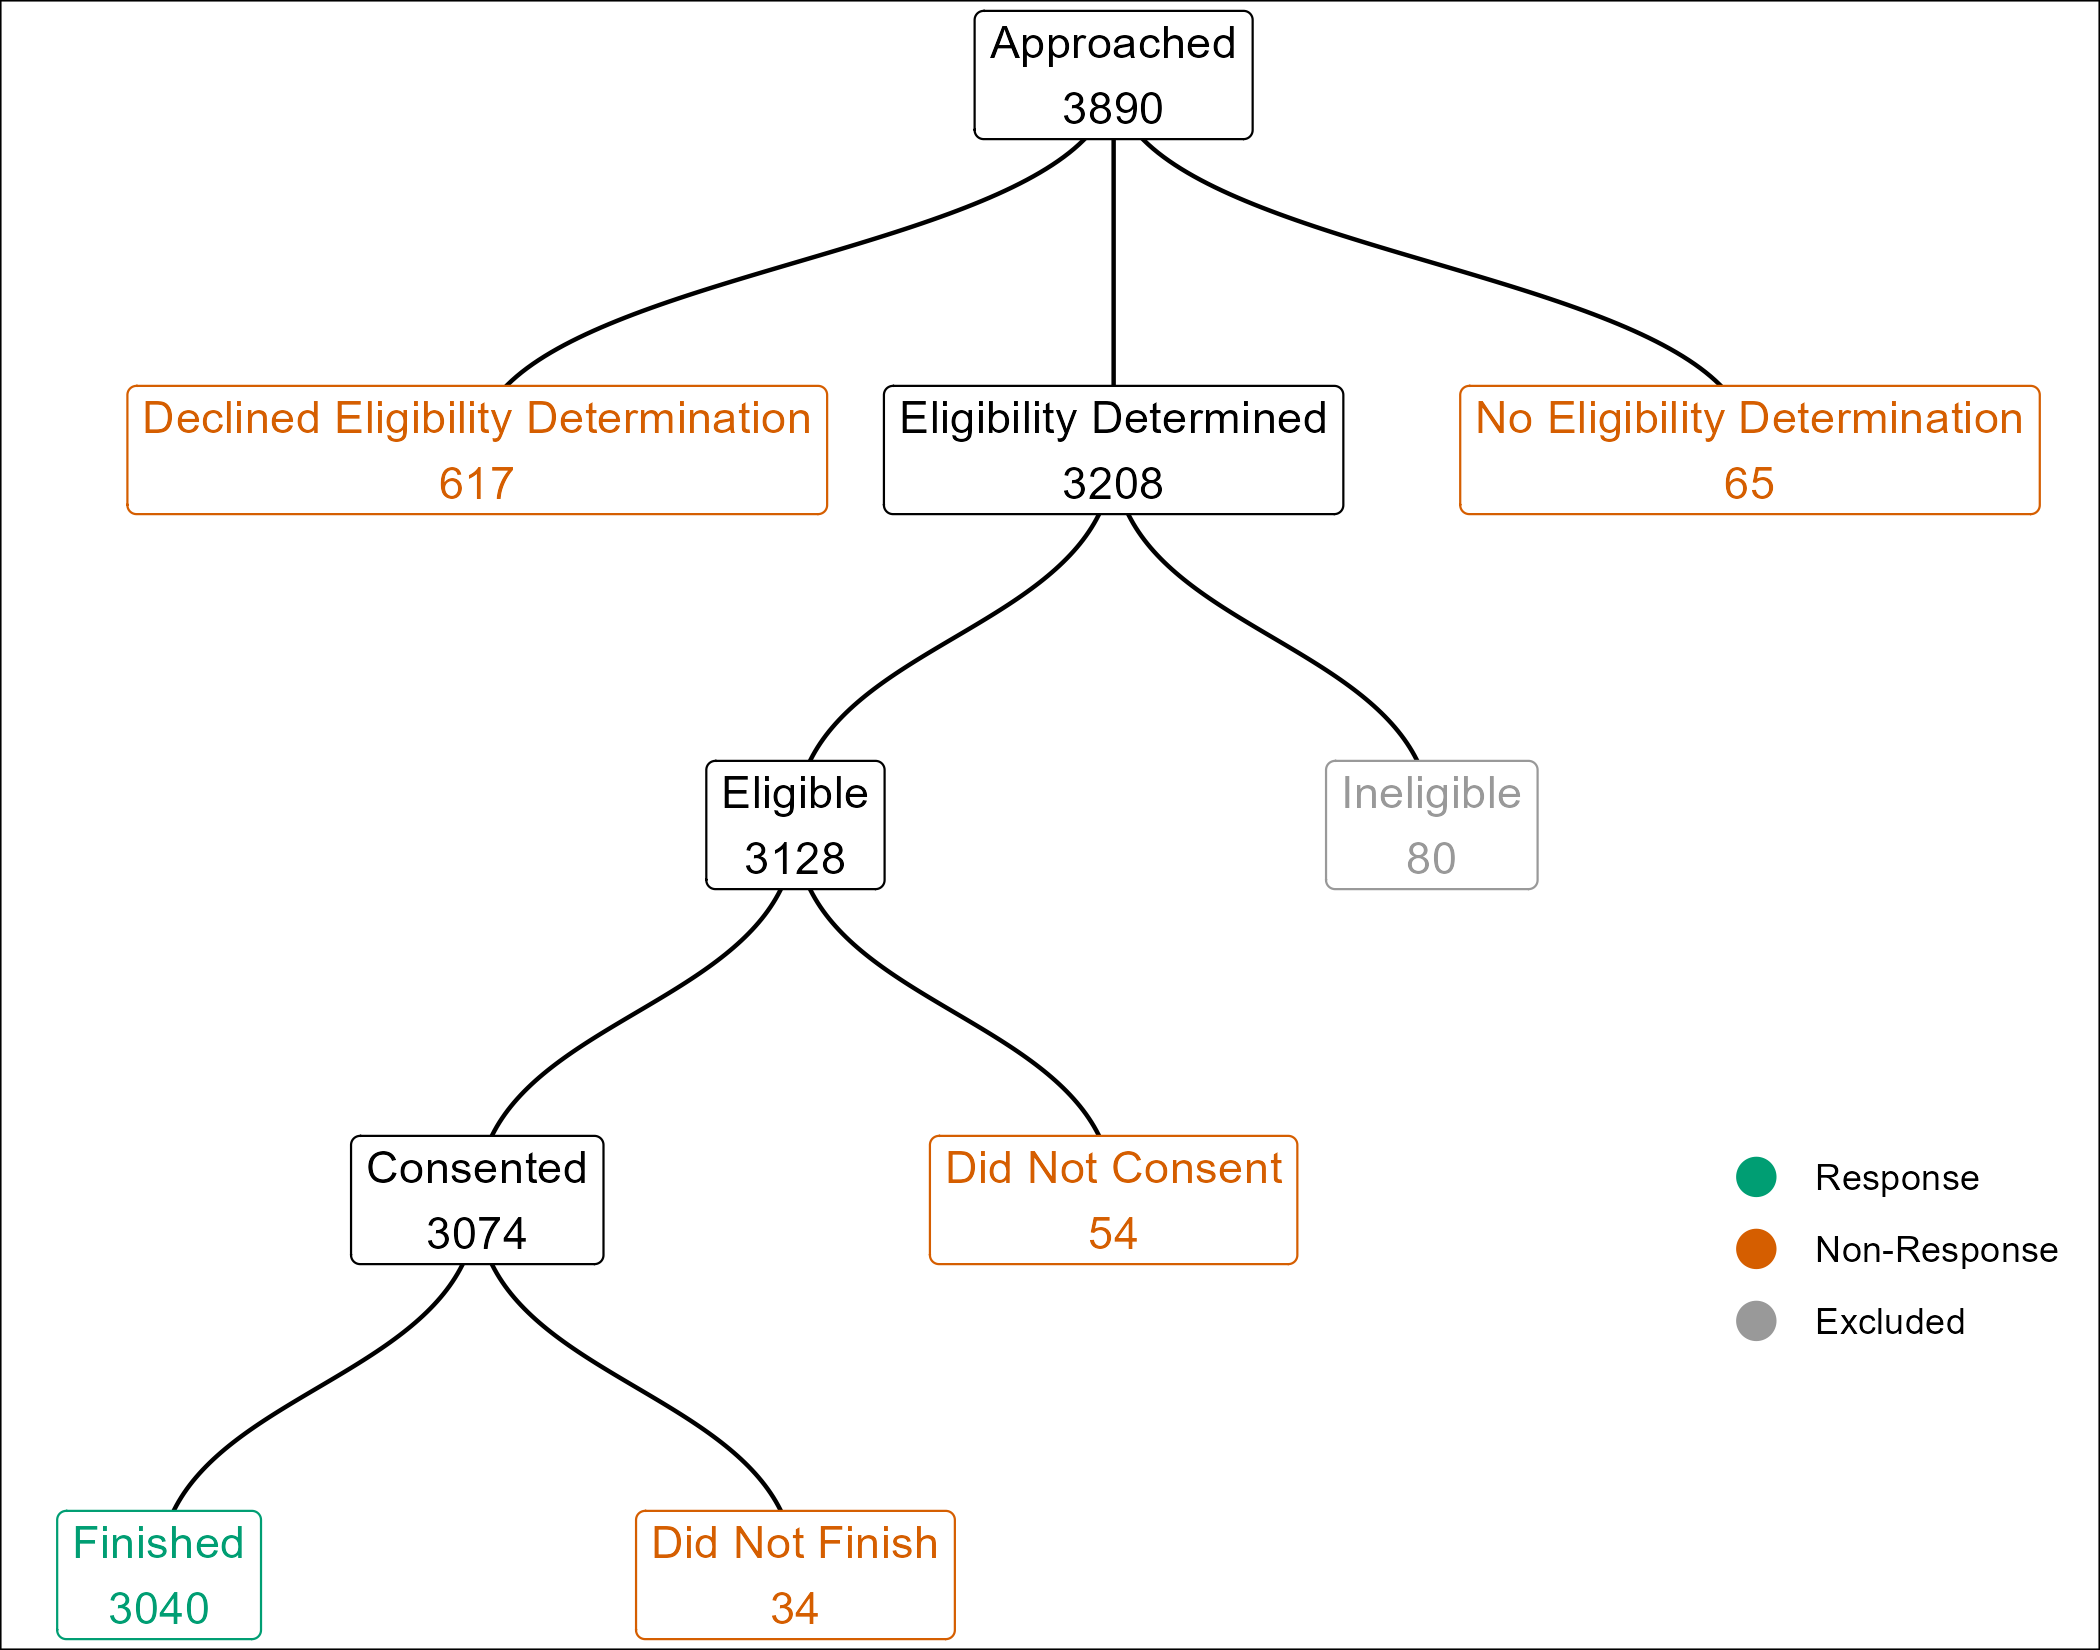 Approached
3890
Declined Eligibility Determination
617
Eligibility Determined
3208
No Eligibility Determination
65
Eligible
3128
Ineligible
80
Consented
3074
Did Not Consent
54
Response
Non-Response
Excluded
Finished
3040
Did Not Finish
34